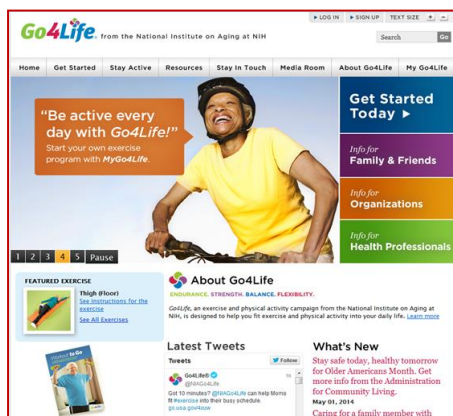 LOG IN SIGN UP TEXT SIZE + -
Go4Life® from the National Institute on Aging at NIH
Search Go
Home Get Started Stay Active Resources Stay In Touch Media Room About Go4Life My Go4Life
"Be active every
day with Go4Life!"
Start your own exercise
program with MyGo4Life.
Get Started
Today
Info for
Family & Friends
Info for
Organizations
Info for
Health Professionals
1 2 3 4 5 Pause
FEATURED EXERCISE
Thigh (Floor)
See instructions for the
exercise
See All Exercises
Workout to Go
About Go4Life
ENDURANCE. STRENGTH. BALANCE. FLEXIBILITY.
Go4Life, an exercise and physical activity campaign from the National Institute on Aging at
NIH, is designed to help you fit exercise and physical activity into your daily life. Learn more
Latest Tweets
Tweets Follow
Go4Life®
@NIAGo4Life
Got 10 minutes? @NIAGo4Life can help Moms
fit #exercise into their busy schedule.
What's New
Stay safe today, healthy tomorrow
for Older Americans Month. Get
more info from the Administration
for Community Living.
May 01, 2014
Caring for a family member with